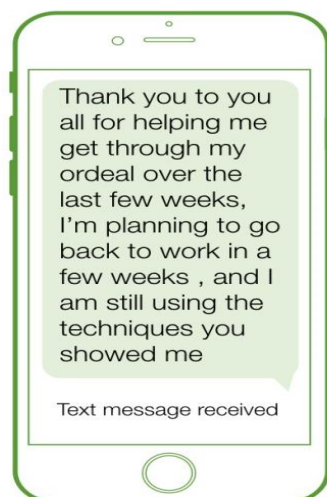 Thank you to you
all for helping me
get through my
ordeal over the
last few weeks,
I'm planning to go
back to work in a
few weeks , and I
am still using the
techniques you
showed me
Text message received